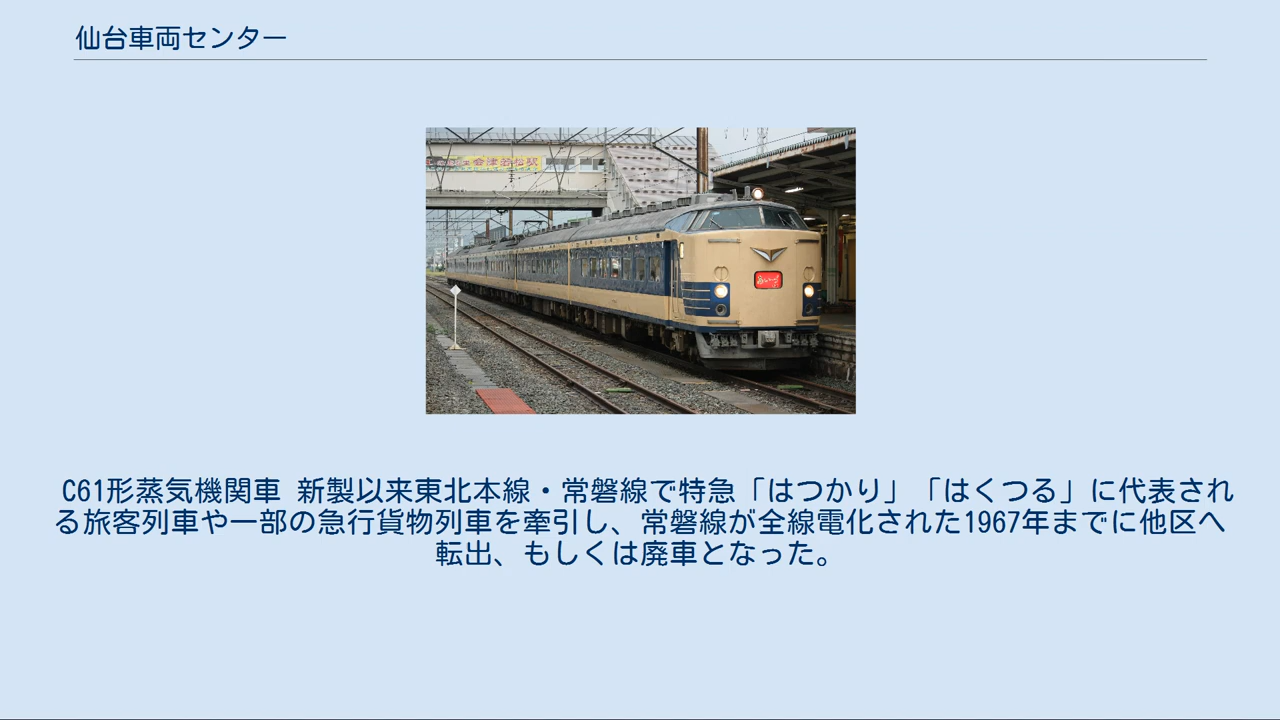 仙台車両センター
会津若松駅
C61形蒸気機関車 新製以来東北本線・常磐線で特急「はつかり」「はくつる」に代表され
る旅客列車や一部の急行貨物列車を牽引し、常磐線が全線電化された1967年までに他区へ
転出、もしくは廃車となった。